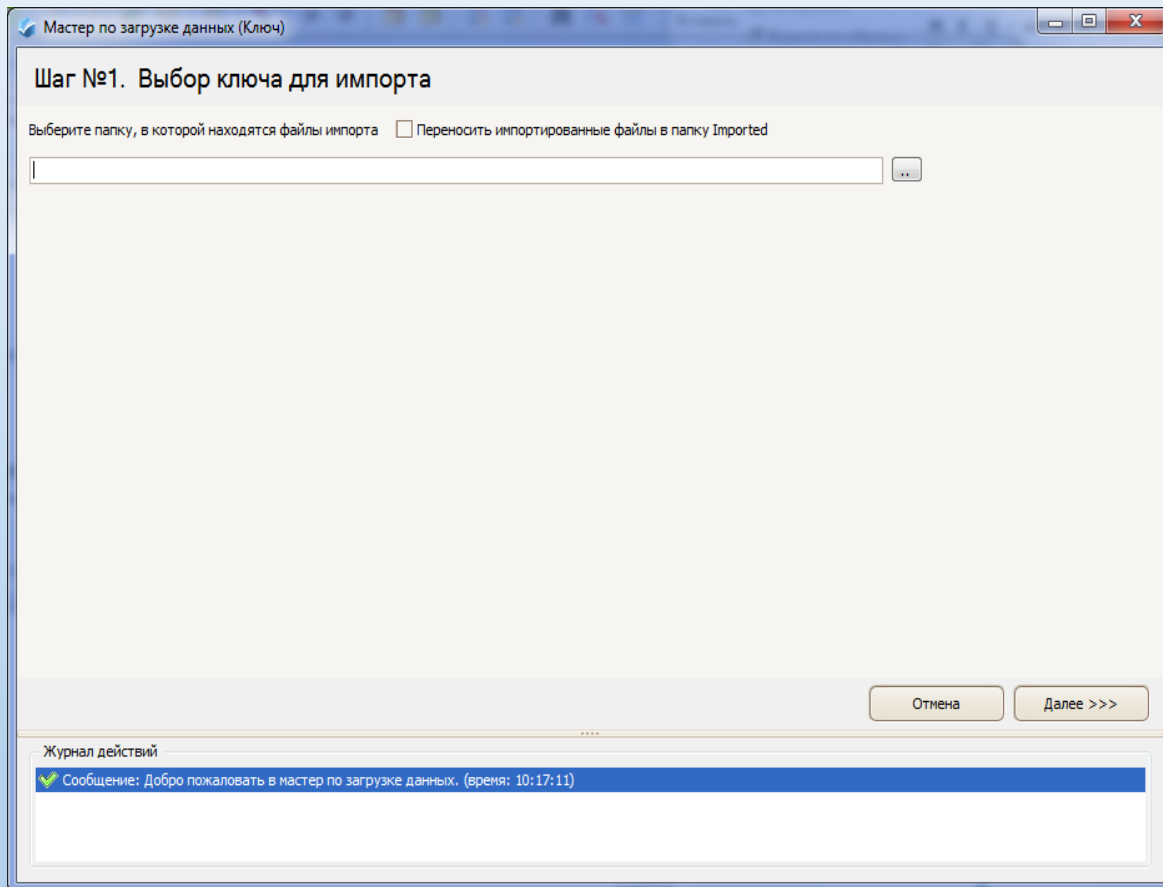 Мастер по загрузке данных (Ключ)
Шаг №1. Выбор ключа для импорта
Выберите папку, в которой находятся файлы импорта Переносить импортированные файлы в папку Imported
..
Отмена Далее >>>
Журнал действий
Сообщение: Добро пожаловать в мастер по загрузке данных. (время: 10:17:11)